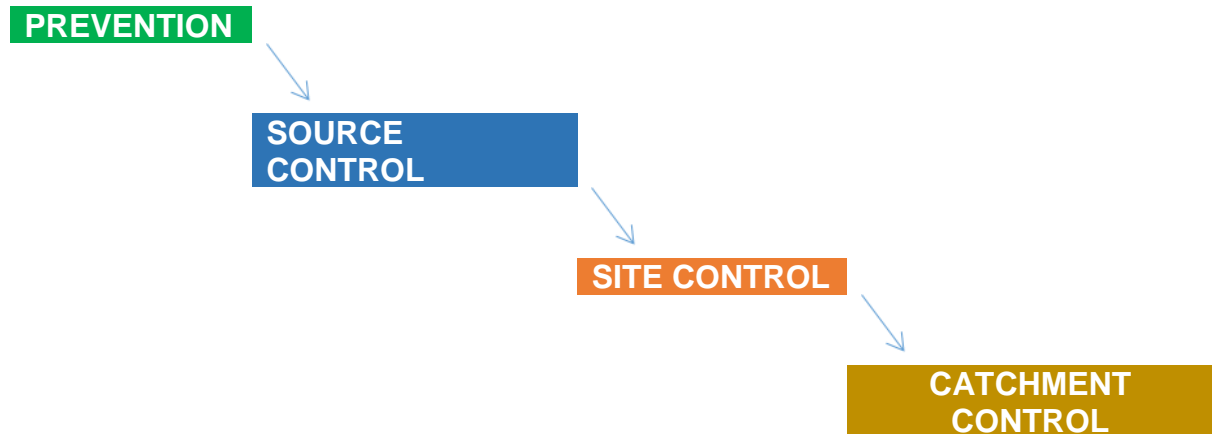 PREVENTION
SOURCE
CONTROL
SITE CONTROL
CATCHMENT
CONTROL